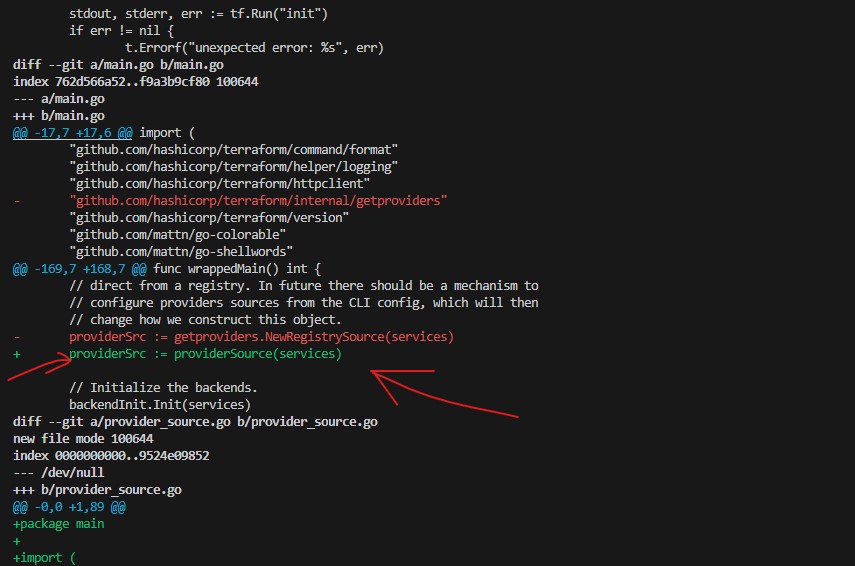 stdout, stderr, err := tf.Run("init")
if err != nil {
t.Errorf("unexpected error: %s", err)
diff --git a/main.go b/main.go
index 762d566a52..f9a3b9cf80 100644
--- a/main.go
+++ b/main.go
@@ -17,7 +17,6 @@ import (
"github.com/hashicorp/terraform/command/format"
"github.com/hashicorp/terraform/helper/logging"
"github.com/hashicorp/terraform/httpclient"
- "github.com/hashicorp/terraform/internal/getproviders"
"github.com/hashicorp/terraform/version"
"github.com/mattn/go-colorable"
"github.com/mattn/go-shellwords"
@@ -169,7 +168,7 @@ func wrappedMain() int {
// direct from a registry. In future there should be a mechanism to
// configure providers sources from the CLI config, which will then
// change how we construct this object.
- providerSrc := getproviders.NewRegistrySource(services)
+ providerSrc := providerSource(services)
// Initialize the backends.
backendInit.Init(services)
diff --git a/provider_source.go b/provider_source.go
new file mode 100644
index 0000000000..9524e09852
--- /dev/null
+++ b/provider_source.go
@@ -0,0 +1,89 @@
+package main
+
+import (